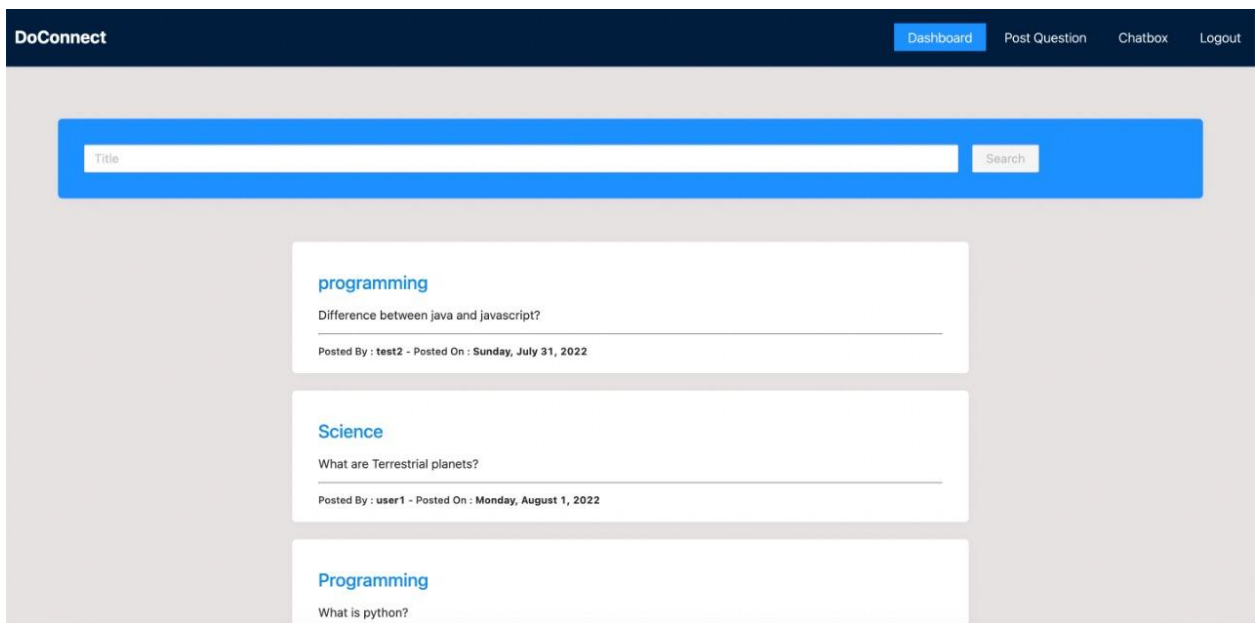 DoConnect
Dashboard Post Question Chatbox Logout
Title Search
programming
Difference between java and javascript?
Posted By : test2 - Posted On : Sunday, July 31, 2022
Science
What are Terrestrial planets?
Posted By : user1 - Posted On : Monday, August 1, 2022
Programming
What is python?